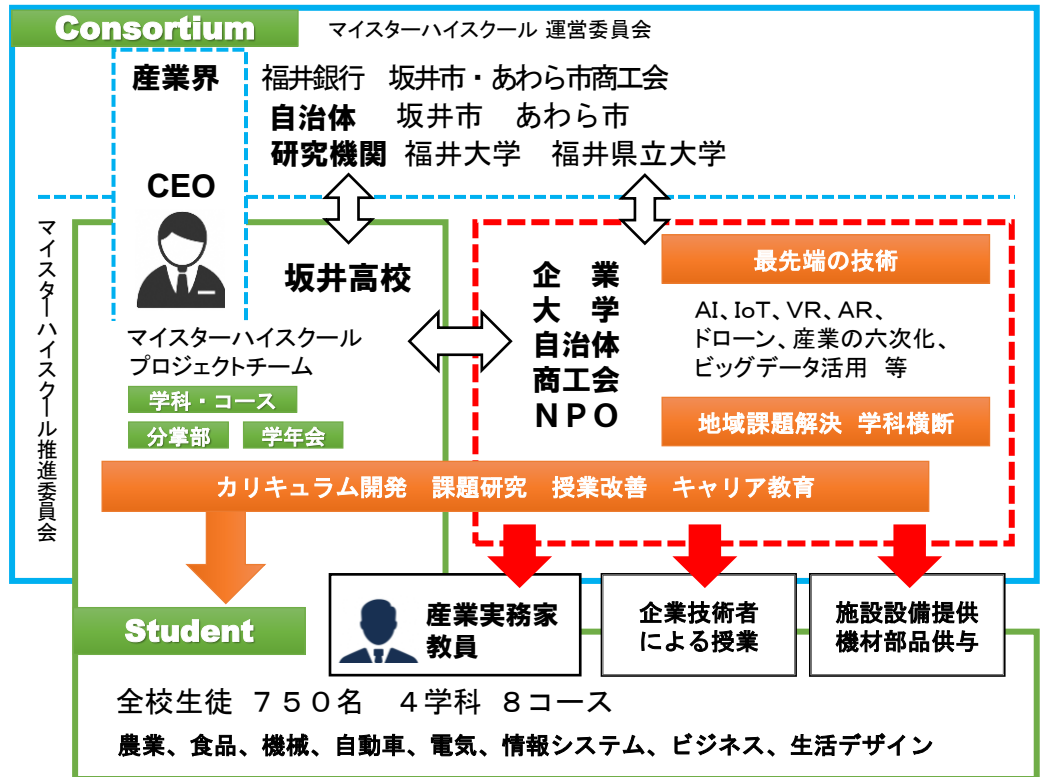 Consortium
マイスターハイスクール 運営委員会
産業界 福井銀行 坂井市・あわら市商工会
自治体 坂井市 あわら市
研究機関 福井大学 福井県立大学
CEO
マイスターハイスクール推進委員会
坂井高校
マイスターハイスクール
プロジェクトチーム
学科・コース
分掌部 学年会
企 業
大 学
自治体
商工会
ＮＰＯ
最先端の技術
AI、IoT、VR、AR、
ドローン、産業の六次化、
ビッグデータ活用 等
地域課題解決 学科横断
カリキュラム開発 課題研究 授業改善 キャリア教育
産業実務家
教員
企業技術者
による授業
施設設備提供
機材部品供与
Student
全校生徒 ７５０名 ４学科 ８コース
農業、食品、機械、自動車、電気、情報システム、ビジネス、生活デザイン